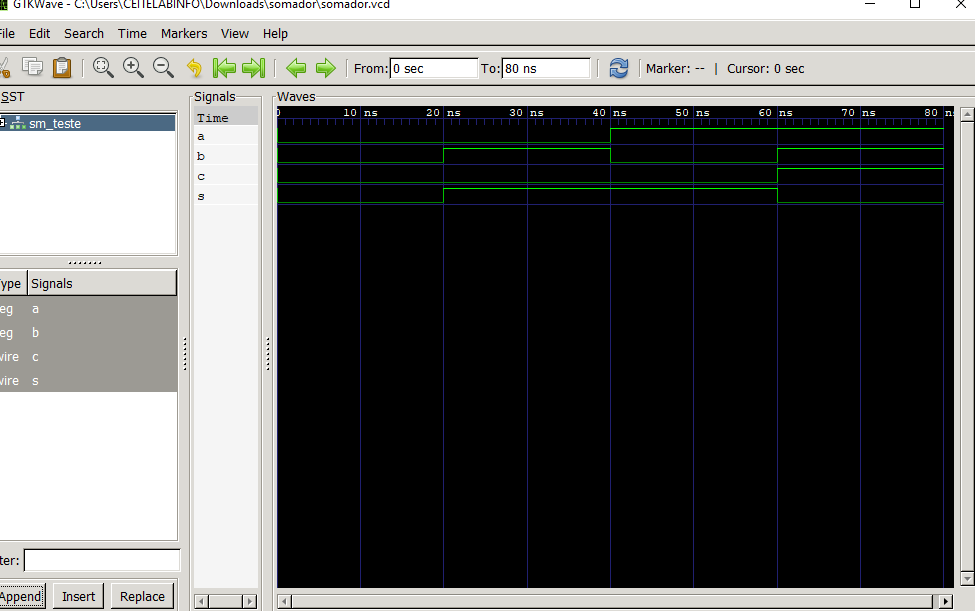 GTKWave - C:\Users\CEITELABINFO\Downloads\somador\somador.vcd
File Edit Search Time Markers View Help
From: 0 sec To: 80 ns Marker: -- | Cursor: 0 sec
SST
sm_teste
Type Signals
reg a
reg b
wire c
wire s
Filter:
Append Insert Replace
Signals
Time
a
b
c
s
Waves
0 10 ns 20 ns 30 ns 40 ns 50 ns 60 ns 70 ns 80 ns